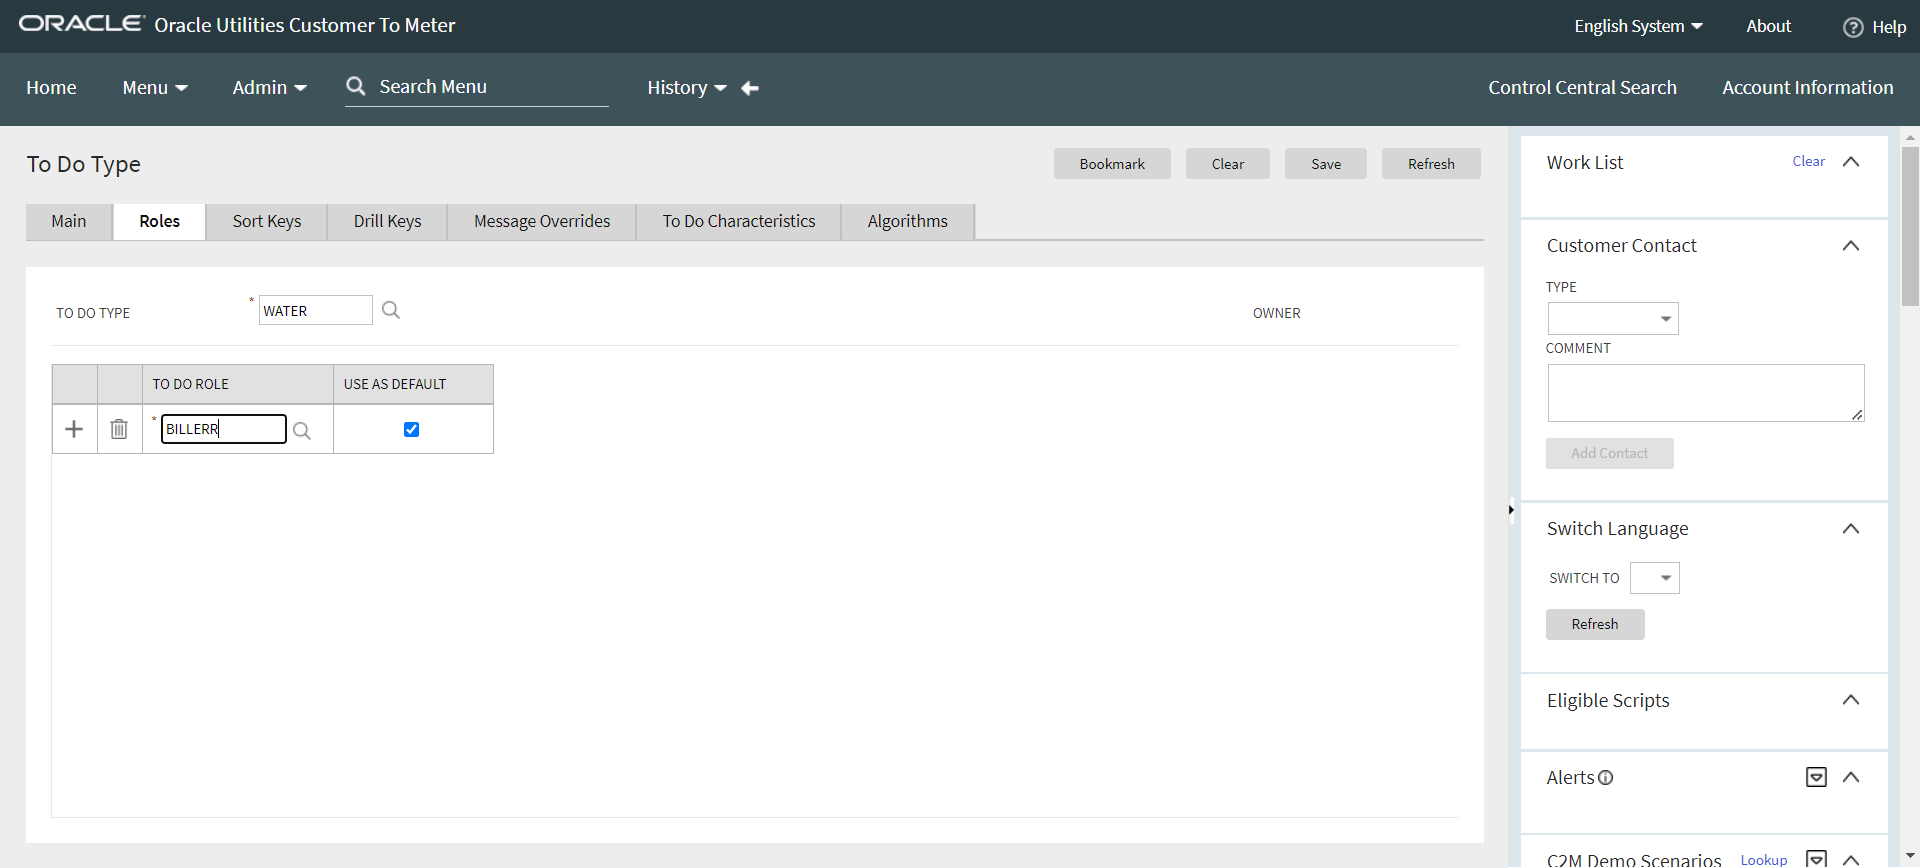 ORACLE Oracle Utilities Customer To Meter
English System
About
Help
Home
Menu
Admin
Search Menu
History
Control Central Search
Account Information
To Do Type
Bookmark
Clear
Save
Refresh
Main
Roles
Sort Keys
Drill Keys
Message Overrides
To Do Characteristics
Algorithms
TO DO TYPE
* WATER
OWNER
TO DO ROLE
USE AS DEFAULT
* BILLERR
Work List
Clear
Customer Contact
TYPE
COMMENT
Add Contact
Switch Language
SWITCH TO
Refresh
Eligible Scripts
Alerts
C2M Demo Scenarios
Lookup